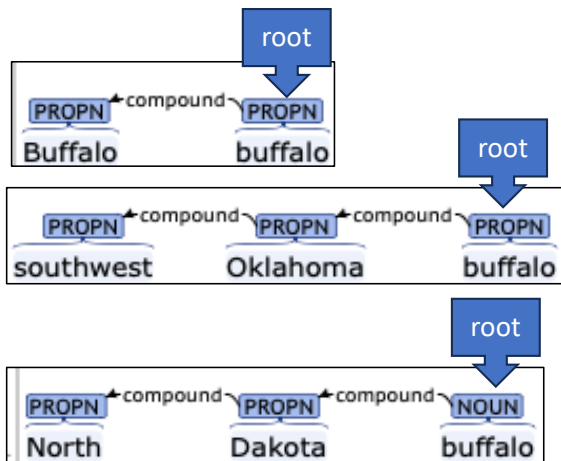 root
PROPN compound PROPN
Buffalo buffalo
root
PROPN compound PROPN compound PROPN
southwest Oklahoma buffalo
root
PROPN compound PROPN compound NOUN
North Dakota buffalo